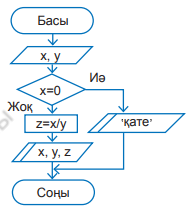 Басы
x, y
x=0
Иә
Жоқ
z=x/y
'қате'
x, y, z
Соңы